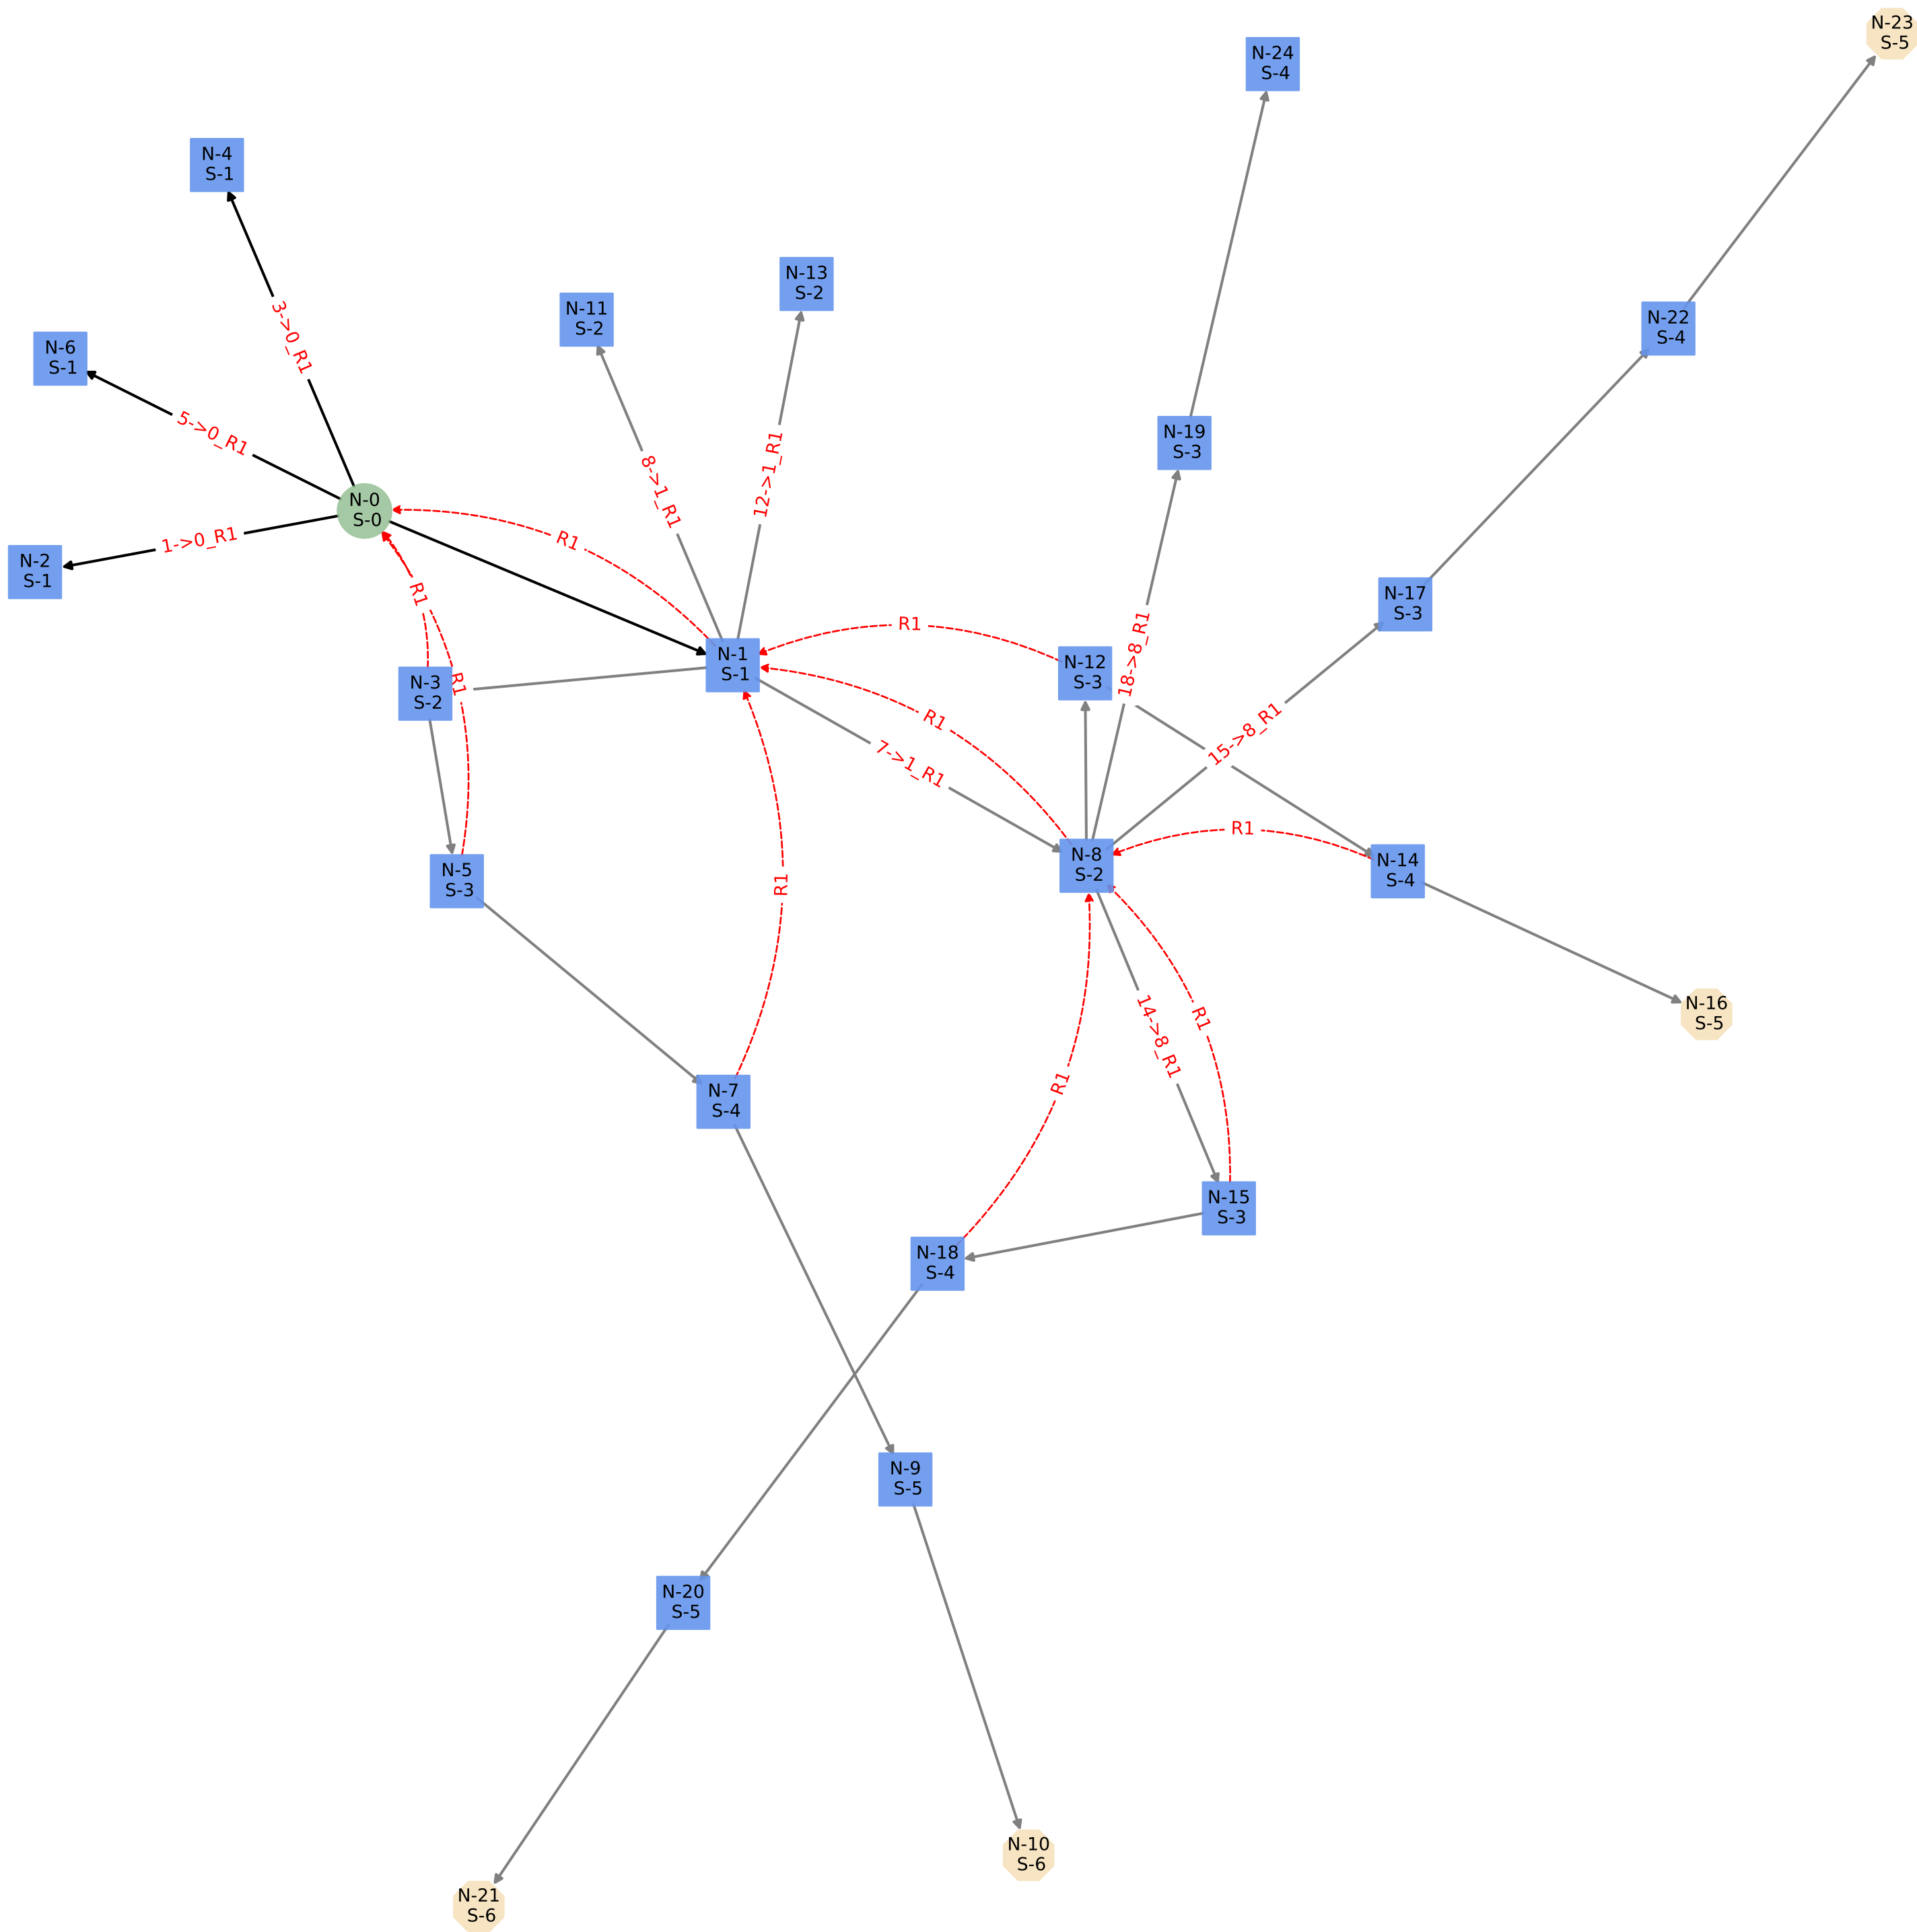 N-23
S-5
N-24
S-4
N-4
S-1
N-13
S-2
N-11
S-2
N-22
S-4
3->0_R1
N-6
S-1
5->0_R1
N-19
S-3
12->1_R1
8->1_R1
N-0
S-0
1->0_R1
R1
N-2
S-1
R1
N-17
S-3
R1
N-1
S-1
18->8_R1
N-12
S-3
N-3
S-2
R1
R1
15->8_R1
7->1_R1
R1
N-8
S-2
N-14
S-4
N-5
S-3
R1
N-16
S-5
R1
14->8_R1
R1
N-7
S-4
N-15
S-3
N-18
S-4
N-9
S-5
N-20
S-5
N-10
S-6
N-21
S-6